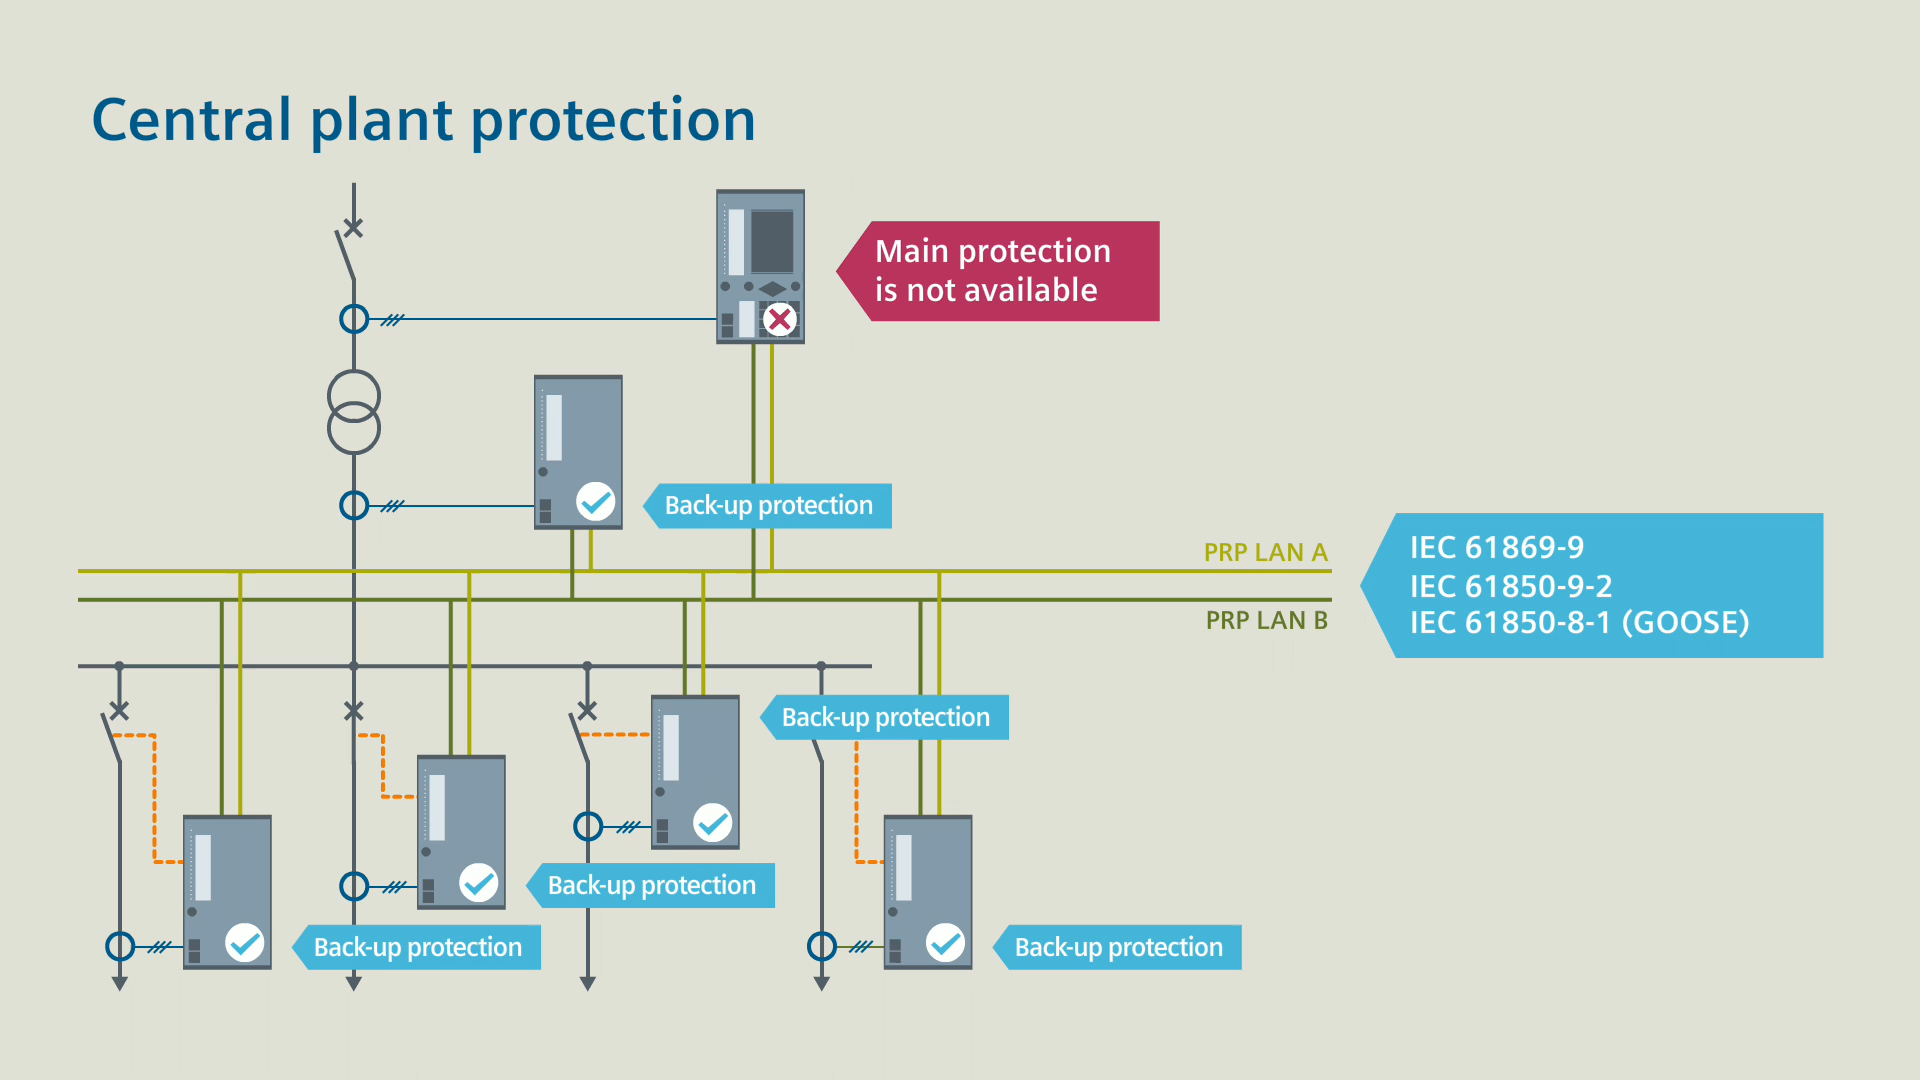 Central plant protection
Main protection
is not available
Back-up protection
PRP LAN A
IEC 61869-9
IEC 61850-9-2
PRP LAN B
IEC 61850-8-1 (GOOSE)
Back-up protection
Back-up protection
Back-up protection
Back-up protection